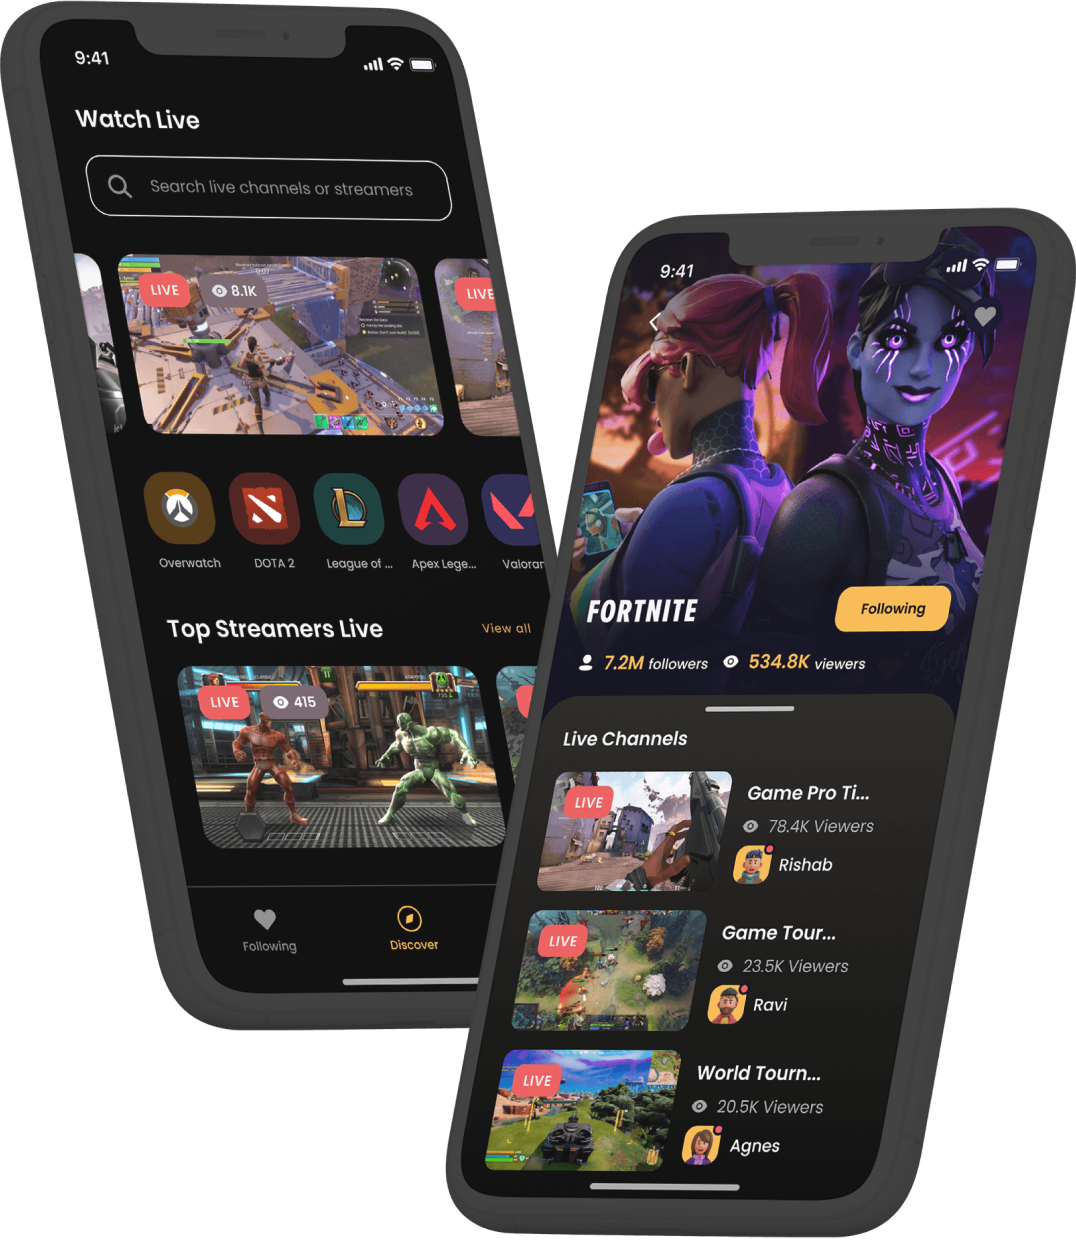 9:41
Watch Live
Search live channels or streamers
LIVE
8.1K
LIVE
Overwatch
DOTA 2
League of ...
Apex Lege...
Valoran
Top Streamers Live
View all
LIVE
415
Following
Discover
9:41
FORTNITE
Following
7.2M followers
534.8K viewers
Live Channels
LIVE
Game Pro Ti...
78.4K Viewers
Rishab
LIVE
Game Tour...
23.5K Viewers
Ravi
LIVE
World Tourn...
20.5K Viewers
Agnes